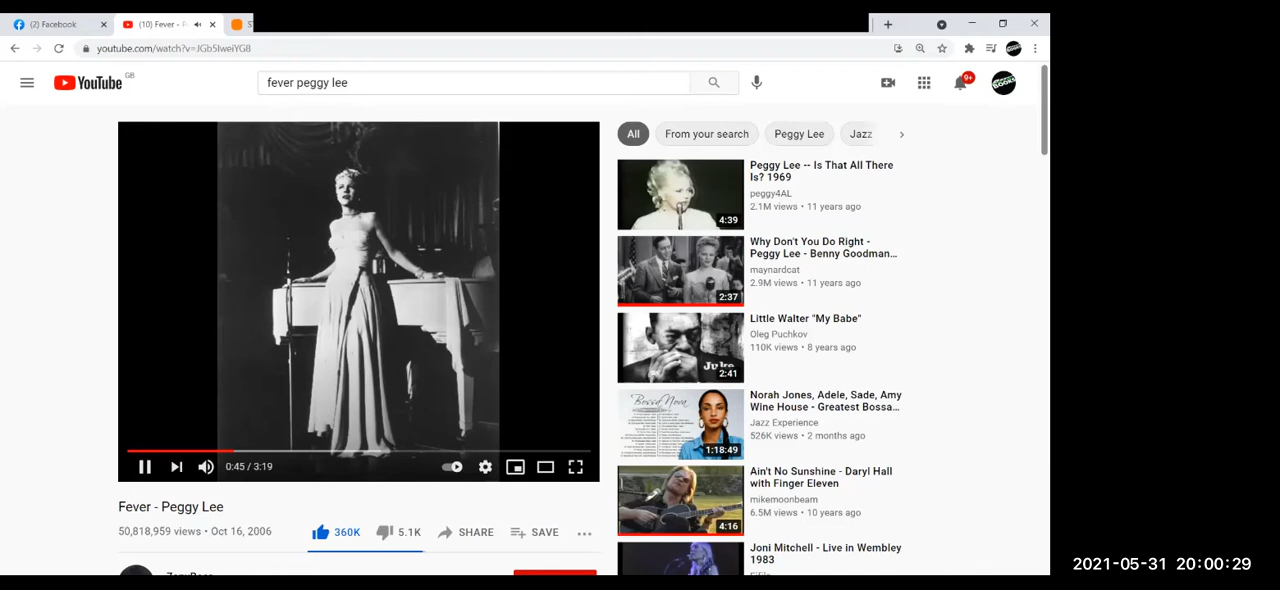 (2) Facebook
(10) Fever - P
youtube.com/watch?v=JGb5IweiYG8
YouTube GB
fever peggy lee
9+
All
From your search
Peggy Lee
Jazz
Peggy Lee -- Is That All There
Is? 1969
peggy4AL
2.1M views • 11 years ago
4:39
Why Don't You Do Right -
Peggy Lee - Benny Goodman...
maynardcat
2.9M views • 11 years ago
2:37
Little Walter "My Babe"
Oleg Puchkov
110K views • 8 years ago
2:41
Norah Jones, Adele, Sade, Amy
Wine House - Greatest Bossa...
Jazz Experience
526K views • 2 months ago
Bossa Nova
1:18:49
Ain't No Sunshine - Daryl Hall
with Finger Eleven
mikemoonbeam
6.5M views • 10 years ago
4:16
Joni Mitchell - Live in Wembley
1983
0:45 / 3:19
Fever - Peggy Lee
50,818,959 views • Oct 16, 2006
360K
5.1K
SHARE
SAVE
2021-05-31 20:00:29